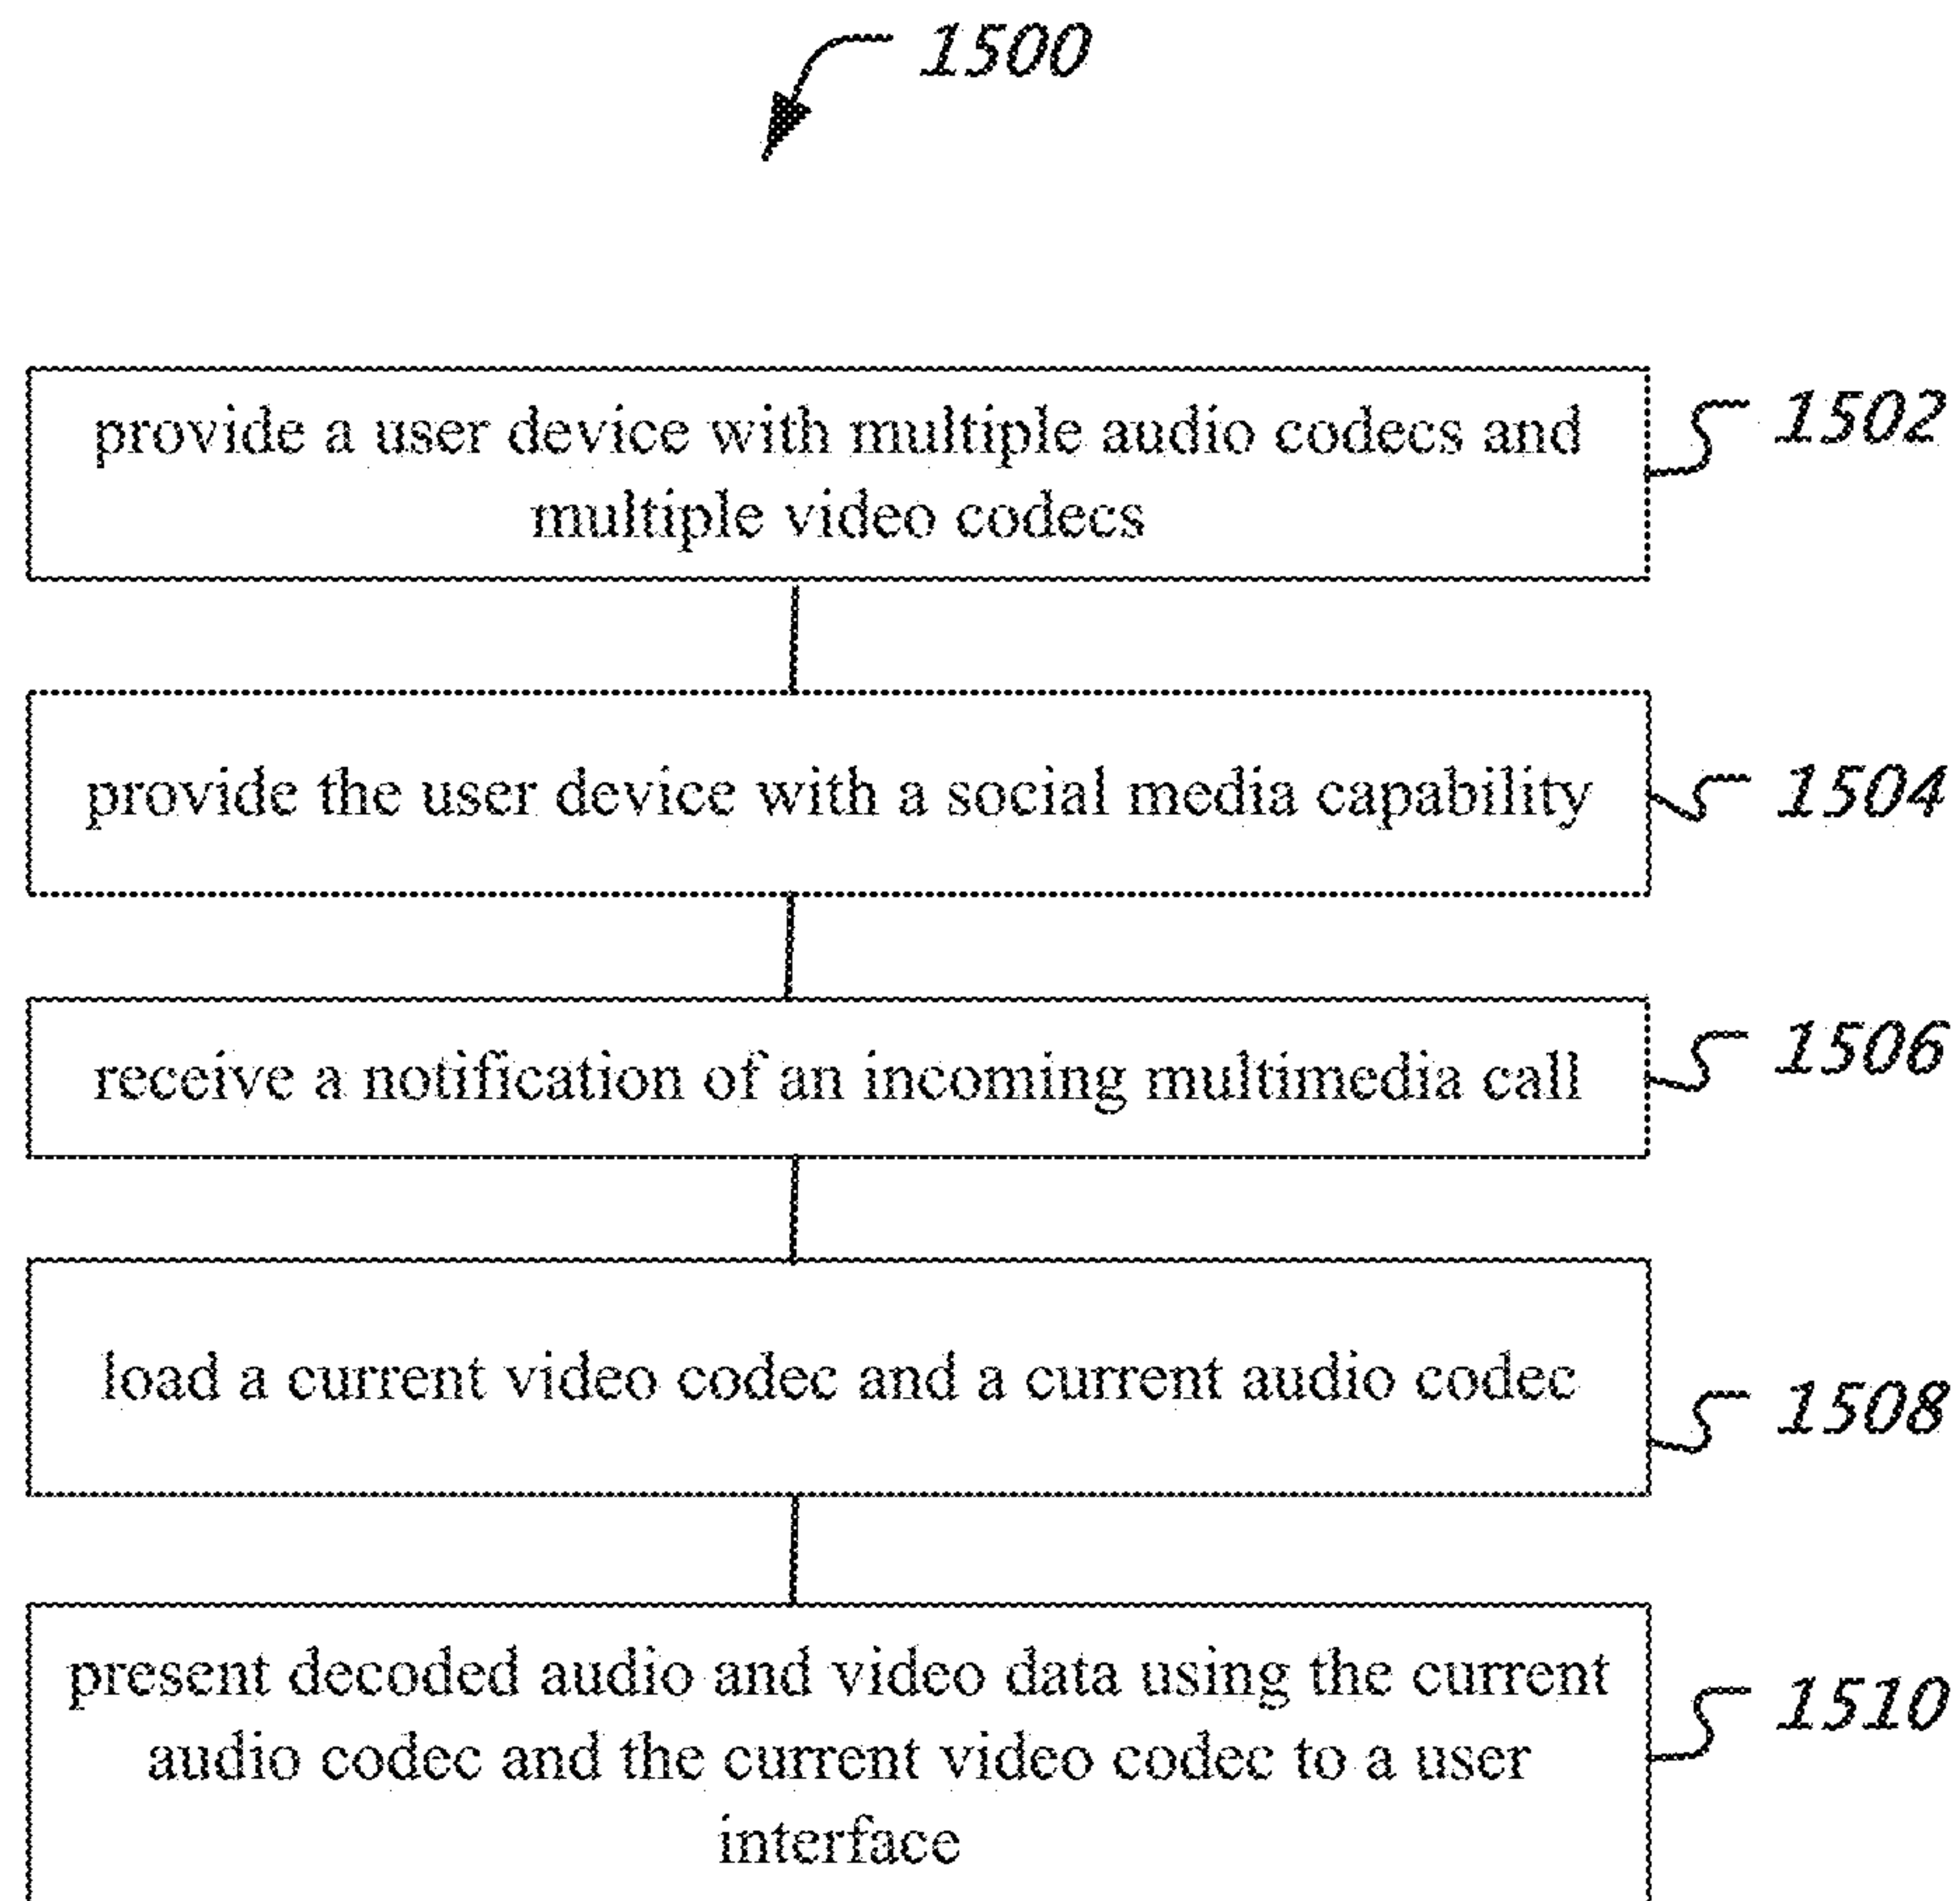 1500
provide a user device with multiple audio codecs and
multiple video codecs
1502
provide the user device with a social media capability
1504
receive a notification of an incoming multimedia call
1506
load a current video codec and a current audio codec
1508
present decoded audio and video data using the current
audio codec and the current video codec to a user
interface
1510